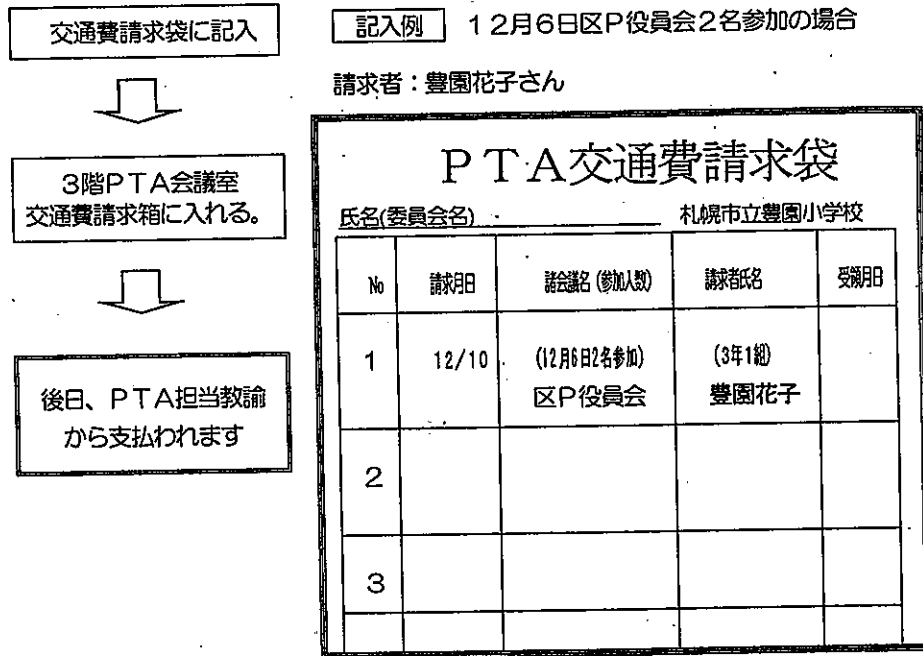 交通費請求袋に記入
3階PTA会議室
交通費請求箱に入れる。
後日、PTA担当教諭
から支払われます
記入例 12月6日区P役員会2名参加の場合
請求者：豊園花子さん
PTA交通費請求袋
氏名(委員会名) 札幌市立豊園小学校
No 請求月日 諸会議名(参加人数) 請求者氏名 受領月日
1 12/10 (12月6日2名参加) (3年1組)
区P役員会 豊園花子
2
3